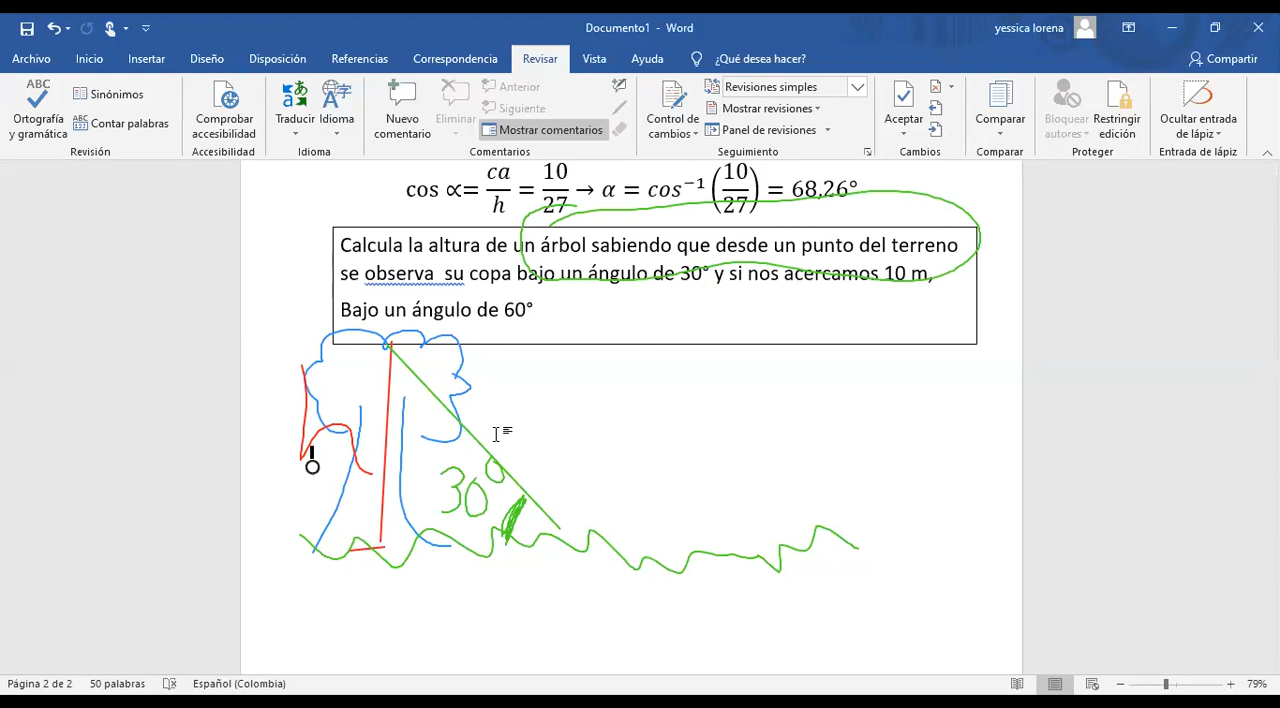 Documento1 - Word
yessica lorena
Archivo Inicio Insertar Diseño Disposición Referencias Correspondencia Revisar Vista Ayuda ¿Qué desea hacer? Compartir
ABC
Ortografía y gramática
Sinónimos
Contar palabras
Revisión
Comprobar accesibilidad
Accesibilidad
Traducir
Idioma
Idioma
Nuevo comentario
Eliminar
Anterior
Siguiente
Mostrar comentarios
Comentarios
Control de cambios
Revisiones simples
Mostrar revisiones
Panel de revisiones
Seguimiento
Aceptar
Cambios
Comparar
Comparar
Bloquear autores
Restringir edición
Proteger
Ocultar entrada de lápiz
Entrada de lápiz
cos ∝= ca/h = 10/27 → α = cos⁻¹ (10/27) = 68,26°
Calcula la altura de un árbol sabiendo que desde un punto del terreno
se observa su copa bajo un ángulo de 30° y si nos acercamos 10 m,
Bajo un ángulo de 60°
30°
Página 2 de 2 50 palabras Español (Colombia) 79%